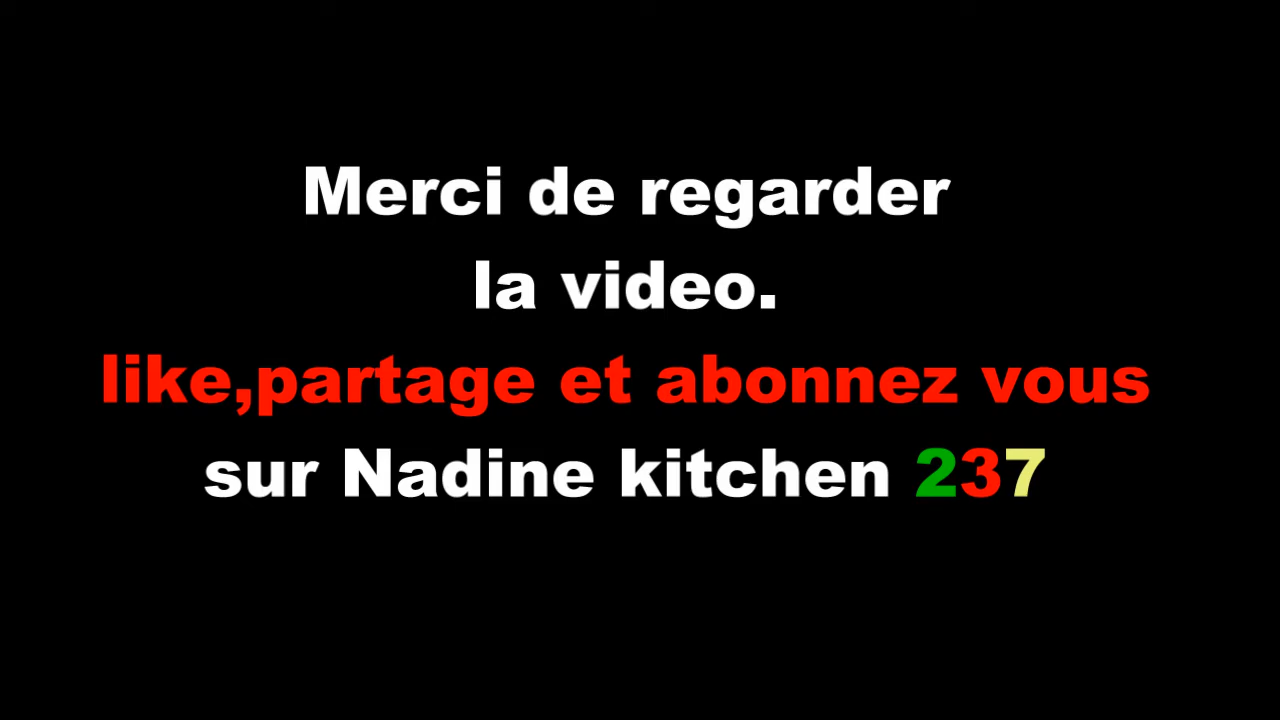 Merci de regarder
la video.
like,partage et abonnez vous
sur Nadine kitchen 237